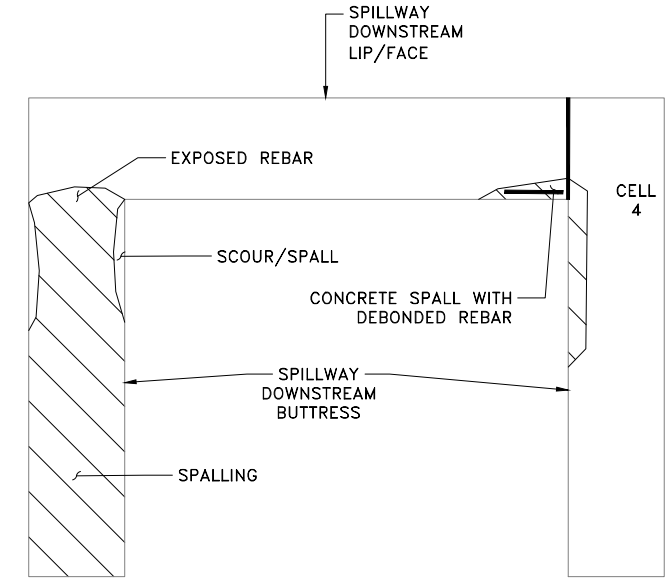 SPILLWAY
DOWNSTREAM
LIP/FACE
EXPOSED REBAR
CELL
4
SCOUR/SPALL
CONCRETE SPALL WITH
DEBONDED REBAR
SPILLWAY
DOWNSTREAM
BUTTRESS
SPALLING